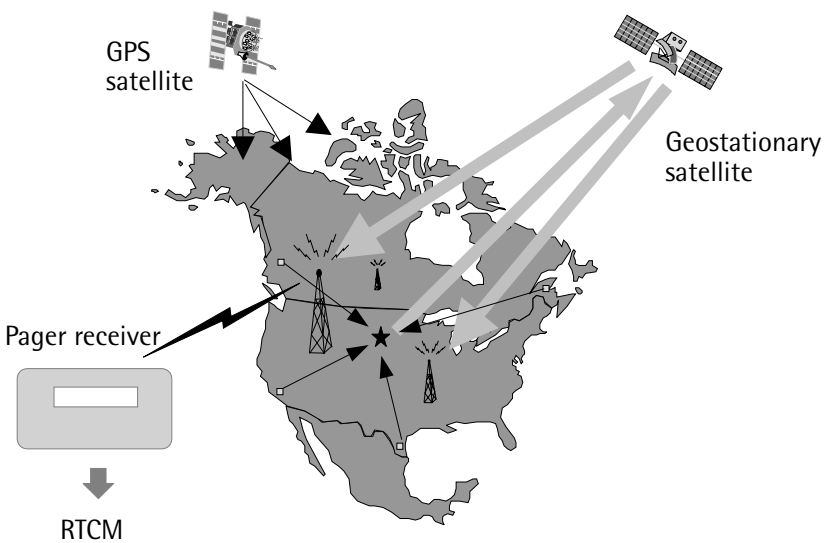 GPS
satellite
Geostationary
satellite
Pager receiver
RTCM